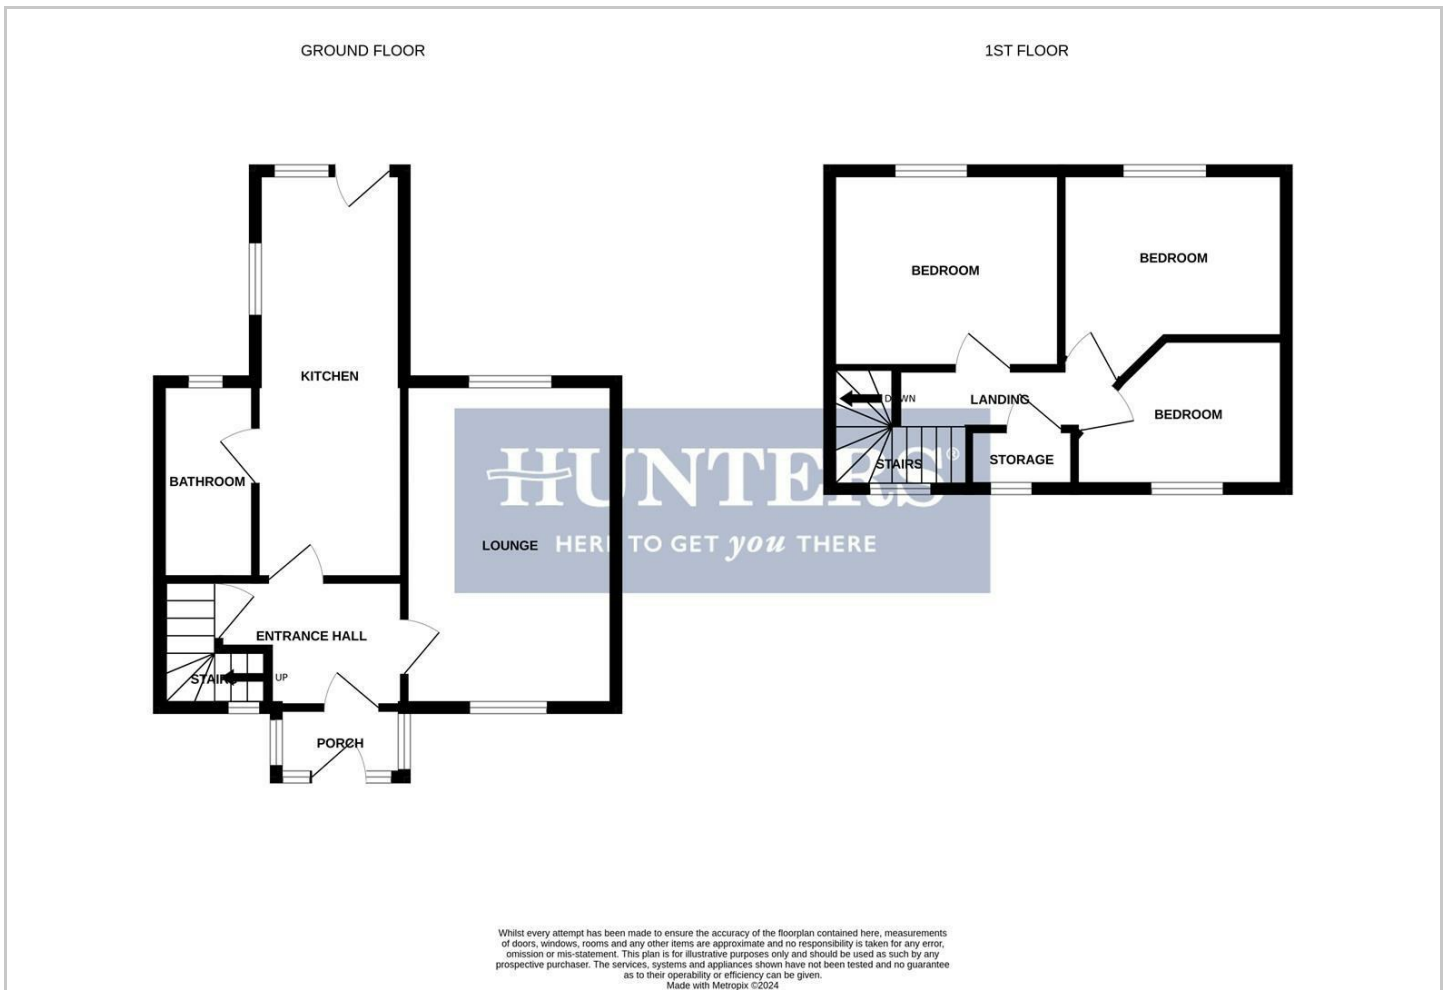 GROUND FLOOR
1ST FLOOR
BEDROOM
BEDROOM
KITCHEN
DOWN
LANDING
BEDROOM
STAIRS
STORAGE
BATHROOM
HUNTERS®
LOUNGE
HERE TO GET you THERE
ENTRANCE HALL
STAIRS
UP
PORCH
Whilst every attempt has been made to ensure the accuracy of the floorplan contained here, measurements
of doors, windows, rooms and any other items are approximate and no responsibility is taken for any error,
omission or mis-statement. This plan is for illustrative purposes only and should be used as such by any
prospective purchaser. The services, systems and appliances shown have not been tested and no guarantee
as to their operability or efficiency can be given.
Made with Metropix ©2024